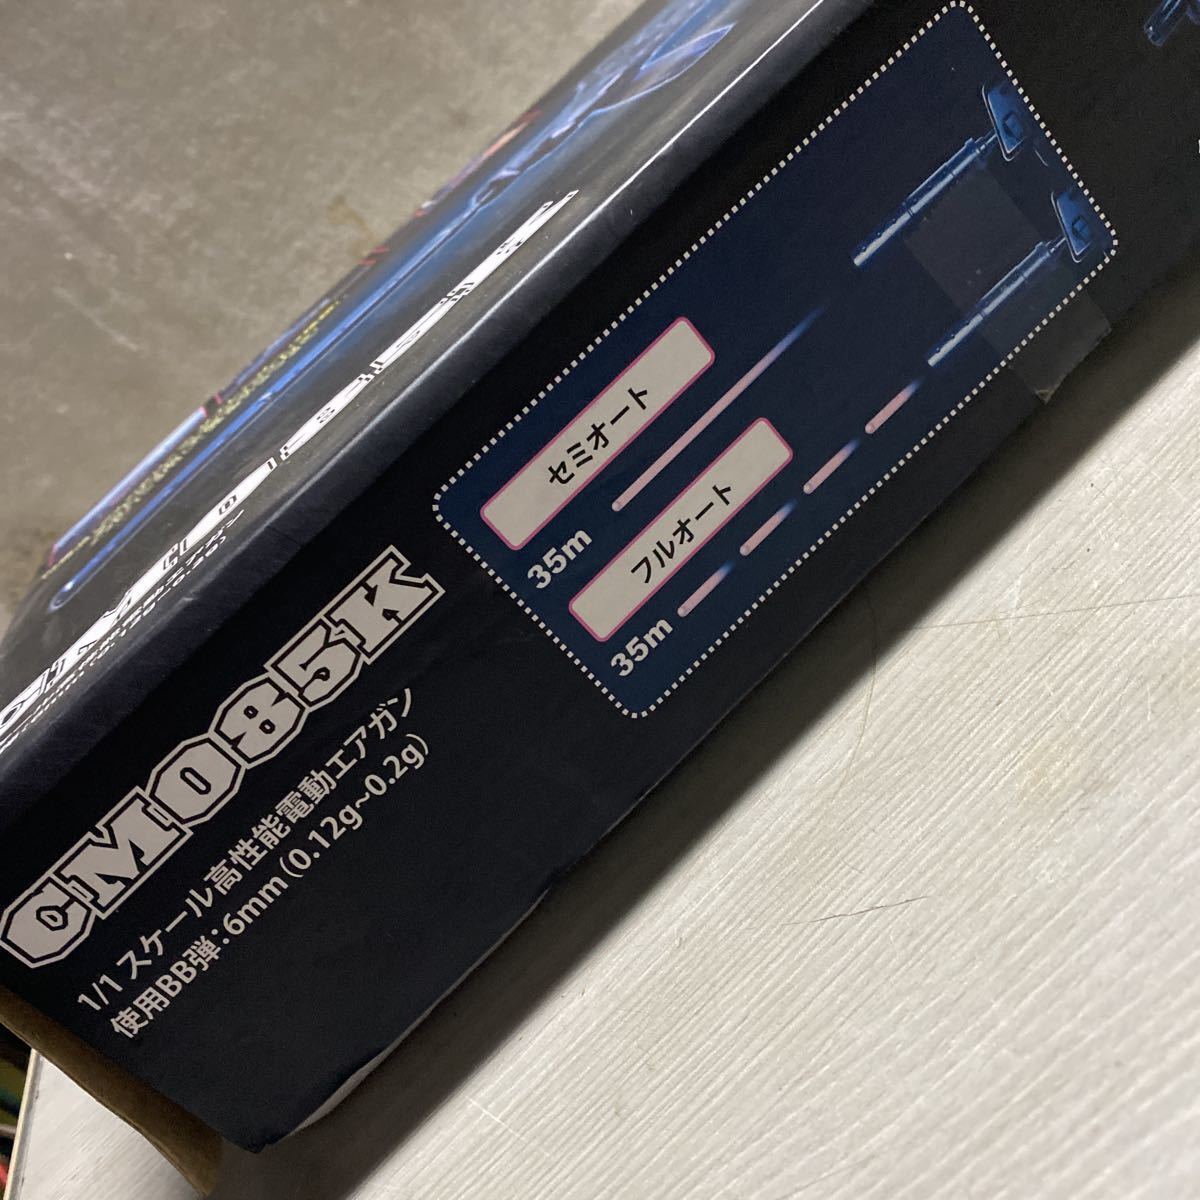 CM085K
1/1 スケール高性能電動エアガン
使用BB弾:6mm (0.12g~0.2g)
セミオート
35m
フルオート
35m